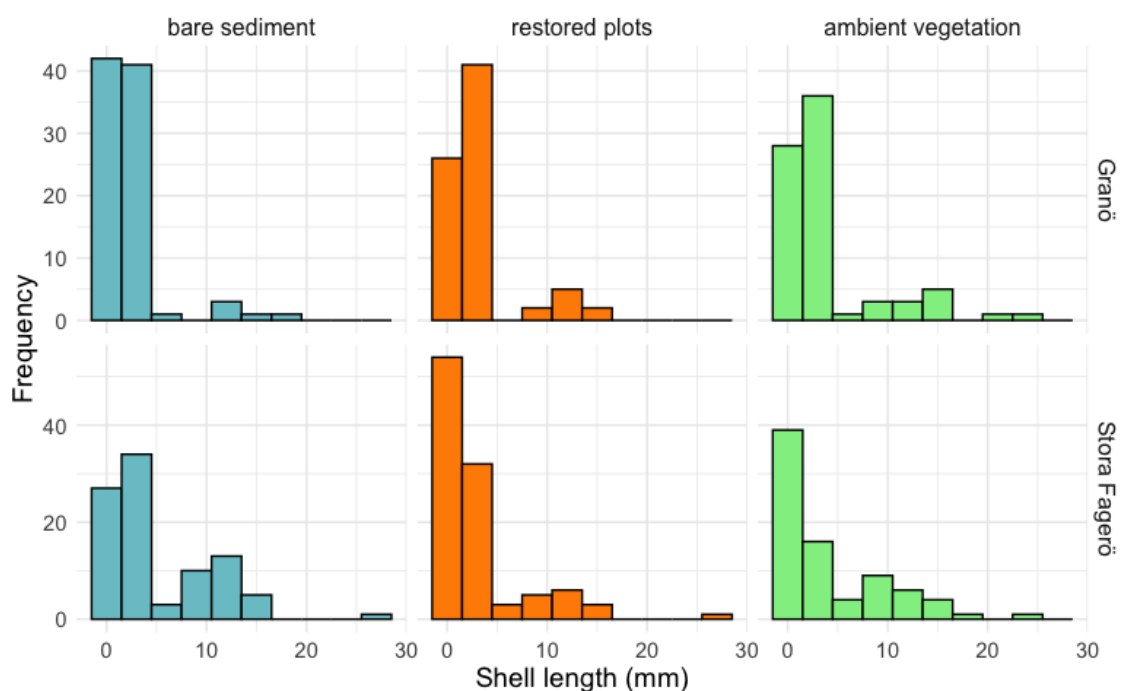 bare sediment
restored plots
ambient vegetation
Frequency
40
30
20
10
0
Granö
40
20
0
Stora Fagerö
0 10 20 30
0 10 20 30
0 10 20 30
Shell length (mm)